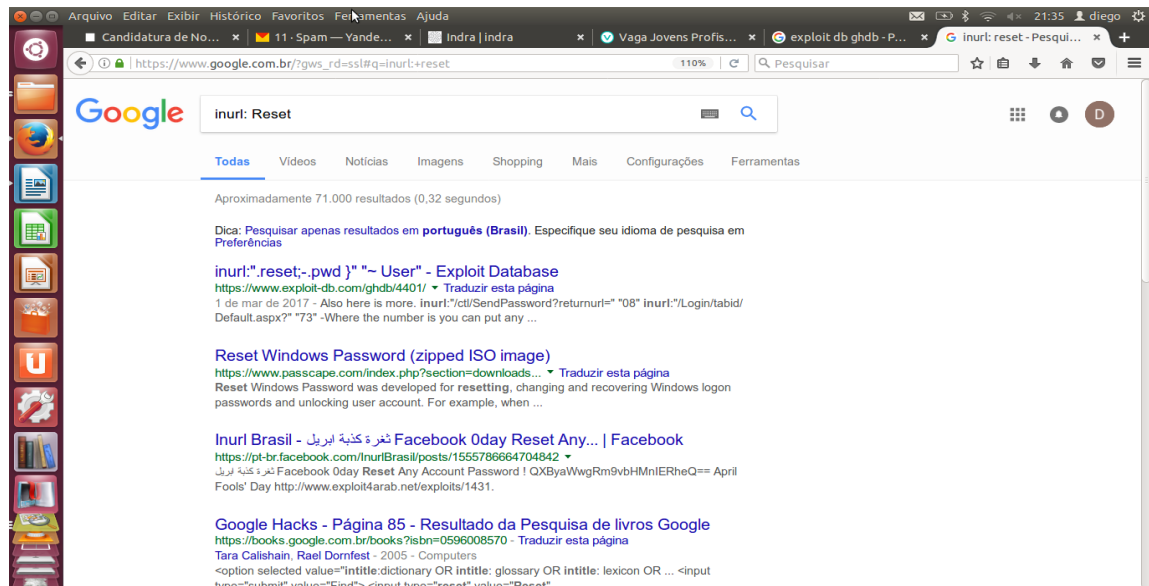 Arquivo Editar Exibir Histórico Favoritos Ferramentas Ajuda 21:35 diego
Candidatura de No... × 11 · Spam — Yande... × Indra | indra × Vaga Jovens Profis... × exploit db ghdb - P... × inurl: reset - Pesqui... × +
https://www.google.com.br/?gws_rd=ssl#q=inurl:+reset 110% Pesquisar
Google inurl: Reset D
Todas Vídeos Notícias Imagens Shopping Mais Configurações Ferramentas
Aproximadamente 71.000 resultados (0,32 segundos)
Dica: Pesquisar apenas resultados em português (Brasil). Especifique seu idioma de pesquisa em
Preferências
inurl:".reset;-.pwd }" "~ User" - Exploit Database
https://www.exploit-db.com/ghdb/4401/ ▼ Traduzir esta página
1 de mar de 2017 - Also here is more. inurl:"/ctl/SendPassword?returnurl=" "08" inurl:"/Login/tabid/
Default.aspx?" "73" -Where the number is you can put any ...
Reset Windows Password (zipped ISO image)
https://www.passcape.com/index.php?section=downloads... ▼ Traduzir esta página
Reset Windows Password was developed for resetting, changing and recovering Windows logon
passwords and unlocking user account. For example, when ...
Inurl Brasil - ثغرة كذبة ابريل Facebook 0day Reset Any... | Facebook
https://pt-br.facebook.com/InurlBrasil/posts/1555786664704842 ▼
ثغرة كذبة ابريل Facebook 0day Reset Any Account Password ! QXByaWwgRm9vbHMnIERheQ== April
Fools' Day http://www.exploit4arab.net/exploits/1431.
Google Hacks - Página 85 - Resultado da Pesquisa de livros Google
https://books.google.com.br/books?isbn=0596008570 - Traduzir esta página
Tara Calishain, Rael Dornfest - 2005 - Computers
<option selected value="intitle:dictionary OR intitle: glossary OR intitle: lexicon OR ... <input
type="submit" value="Find"> <input type="reset" value="Reset"